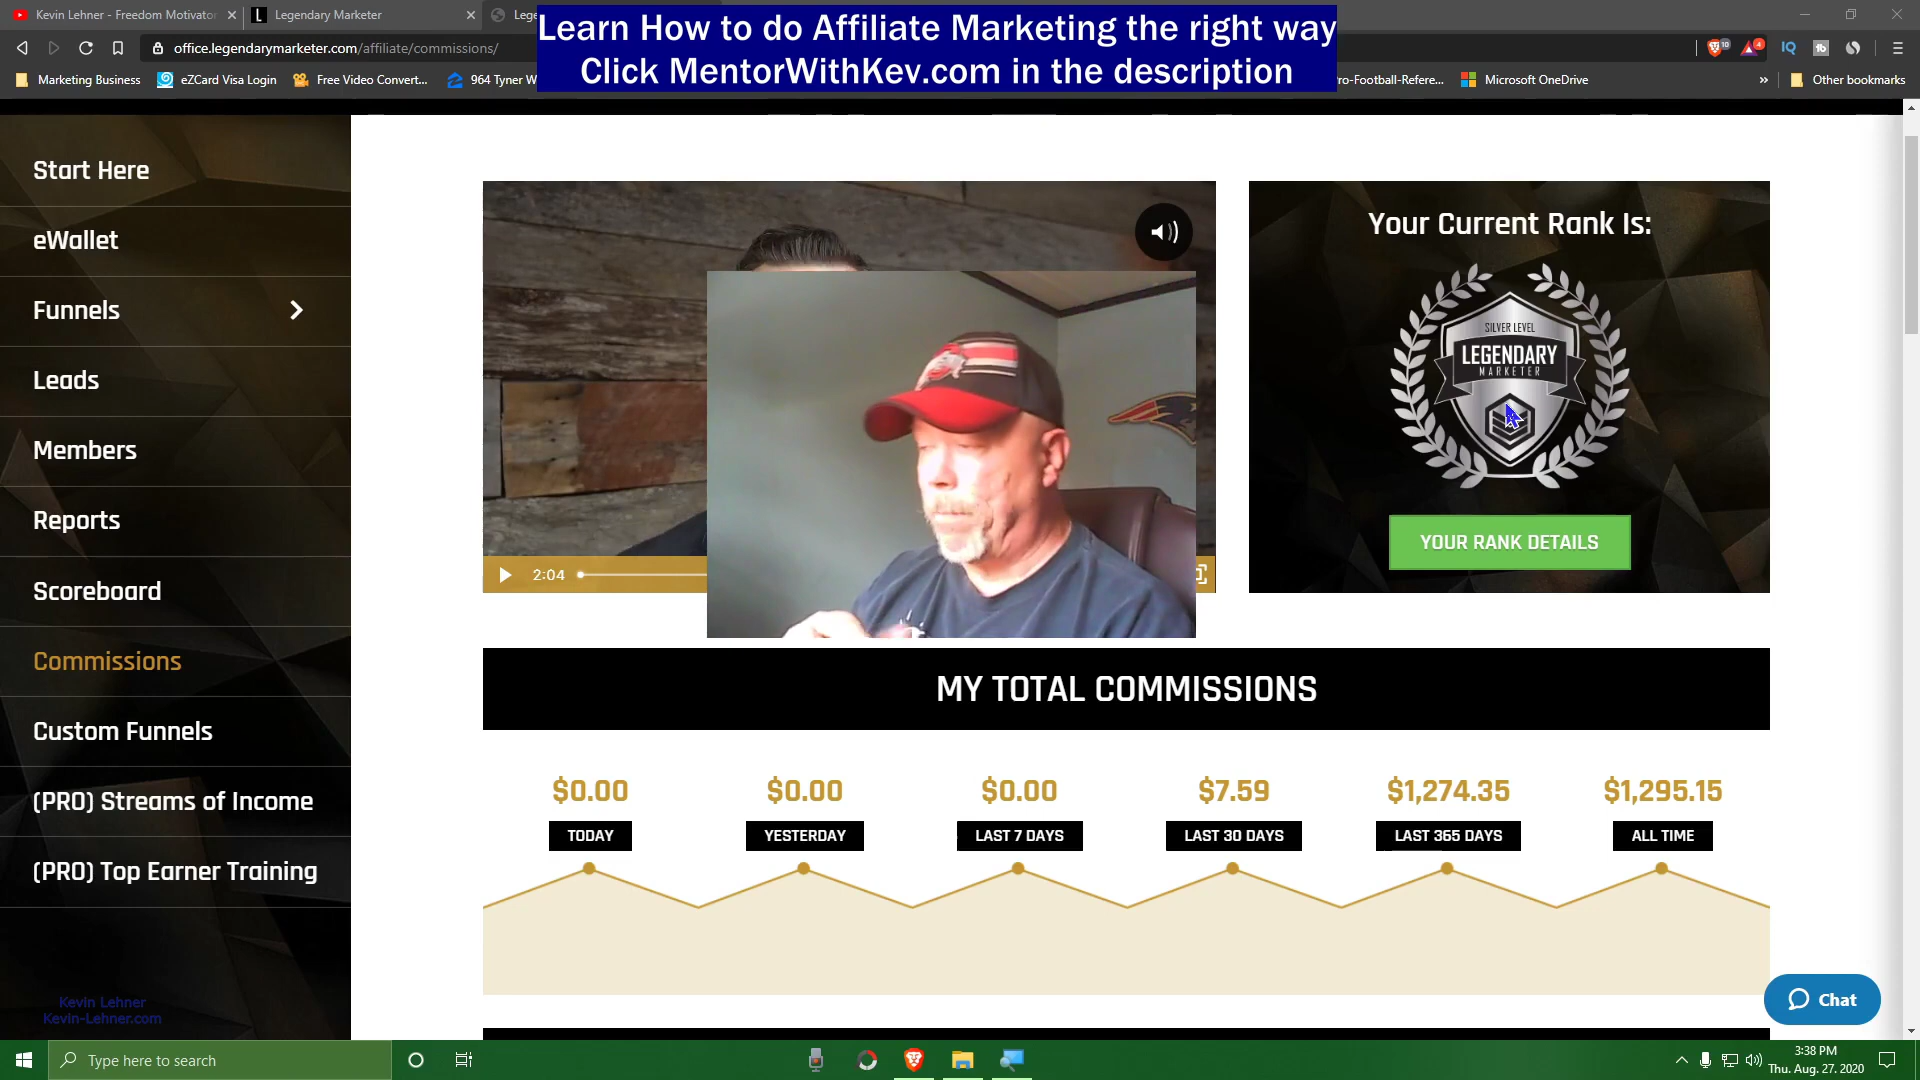 Kevin Lehner - Freedom Motivator
Legendary Marketer
Lege
Learn How to do Affiliate Marketing the right way
Click MentorWithKev.com in the description
office.legendarymarketer.com/affiliate/commissions/
Marketing Business
eZCard Visa Login
Free Video Convert...
964 Tyner W
ro-Football-Refere...
Microsoft OneDrive
»
Other bookmarks
Start Here
eWallet
Funnels
Leads
Members
Reports
Scoreboard
Commissions
Custom Funnels
(PRO) Streams of Income
(PRO) Top Earner Training
Kevin Lehner
Kevin-Lehner.com
2:04
Your Current Rank Is:
SILVER LEVEL
LEGENDARY
MARKETER
YOUR RANK DETAILS
MY TOTAL COMMISSIONS
$0.00
TODAY
$0.00
YESTERDAY
$0.00
LAST 7 DAYS
$7.59
LAST 30 DAYS
$1,274.35
LAST 365 DAYS
$1,295.15
ALL TIME
Chat
Type here to search
3:38 PM
Thu. Aug. 27. 2020